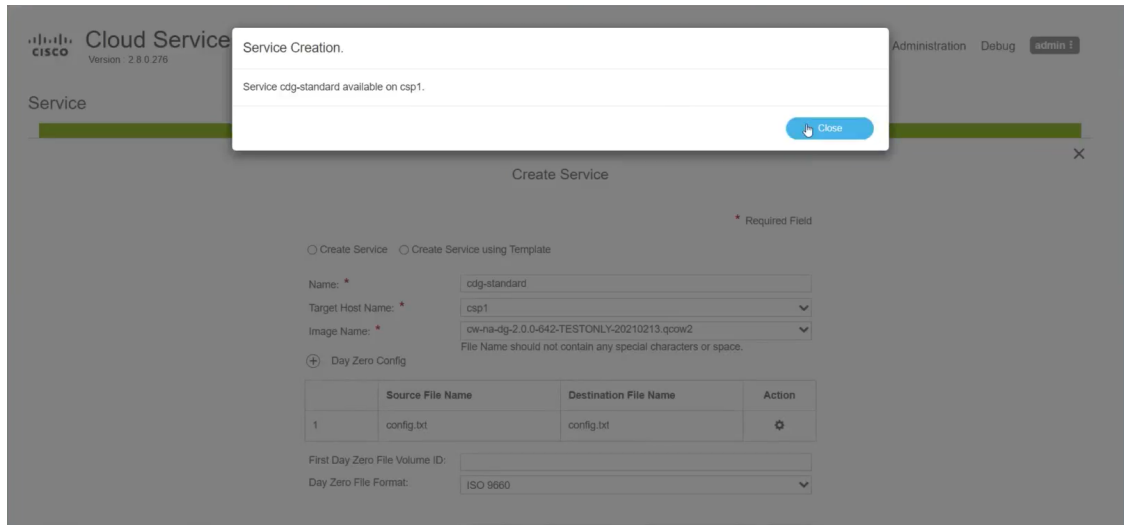 CISCO
Cloud Service
Version : 2.8.0.276
Administration Debug admin
Service
Service Creation.
Service cdg-standard available on csp1.
Close
Create Service
* Required Field
Create Service Create Service using Template
Name: * cdg-standard
Target Host Name: * csp1
Image Name: * cw-na-dg-2.0.0-642-TESTONLY-20210213.qcow2
File Name should not contain any special characters or space.
Day Zero Config
Source File Name Destination File Name Action
1 config.txt config.txt
First Day Zero File Volume ID:
Day Zero File Format: ISO 9660